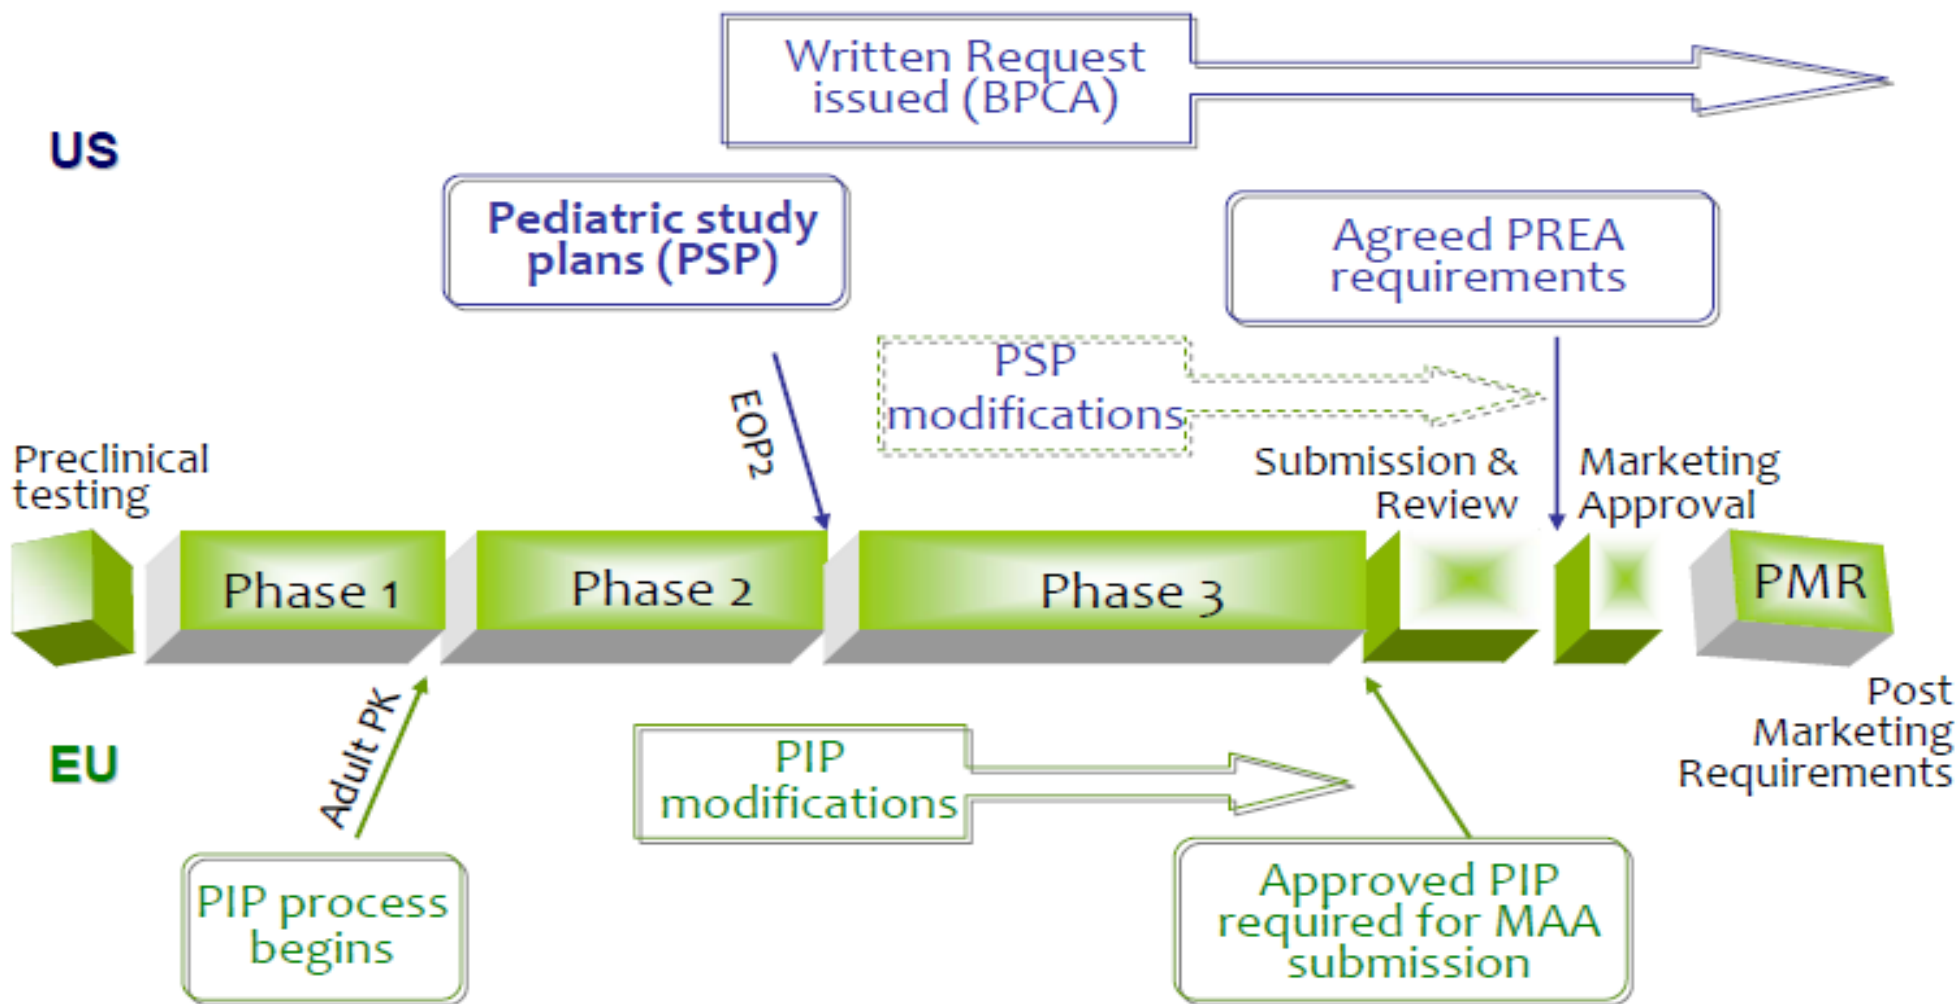 Written Request
issued (BPCA)
US
Pediatric study
plans (PSP)
Agreed PREA
requirements
PSP
modifications
EOP2
Preclinical
testing
Submission &
Review
Marketing
Approval
Phase 1
Phase 2
Phase 3
PMR
Post
Marketing
Requirements
Adult PK
EU
PIP
modifications
PIP process
begins
Approved PIP
required for MAA
submission